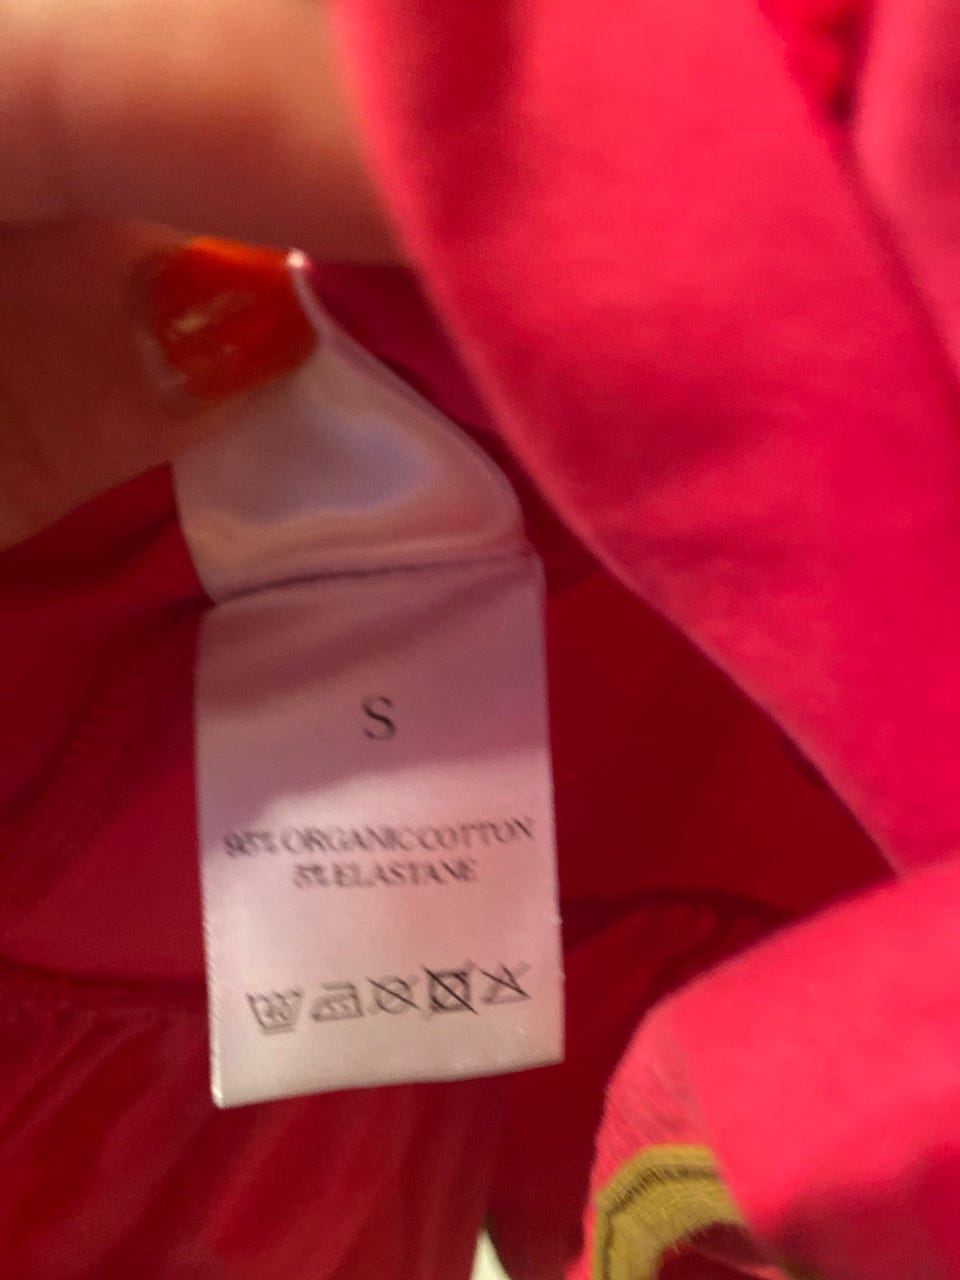 S
95% ORGANIC COTTON
5% ELASTANE